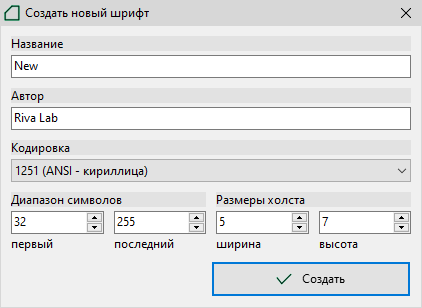 Создать новый шрифт
Название
New
Автор
Riva Lab
Кодировка
1251 (ANSI - кириллица)
Диапазон символов Размеры холста
32 255 5 7
первый последний ширина высота
Создать